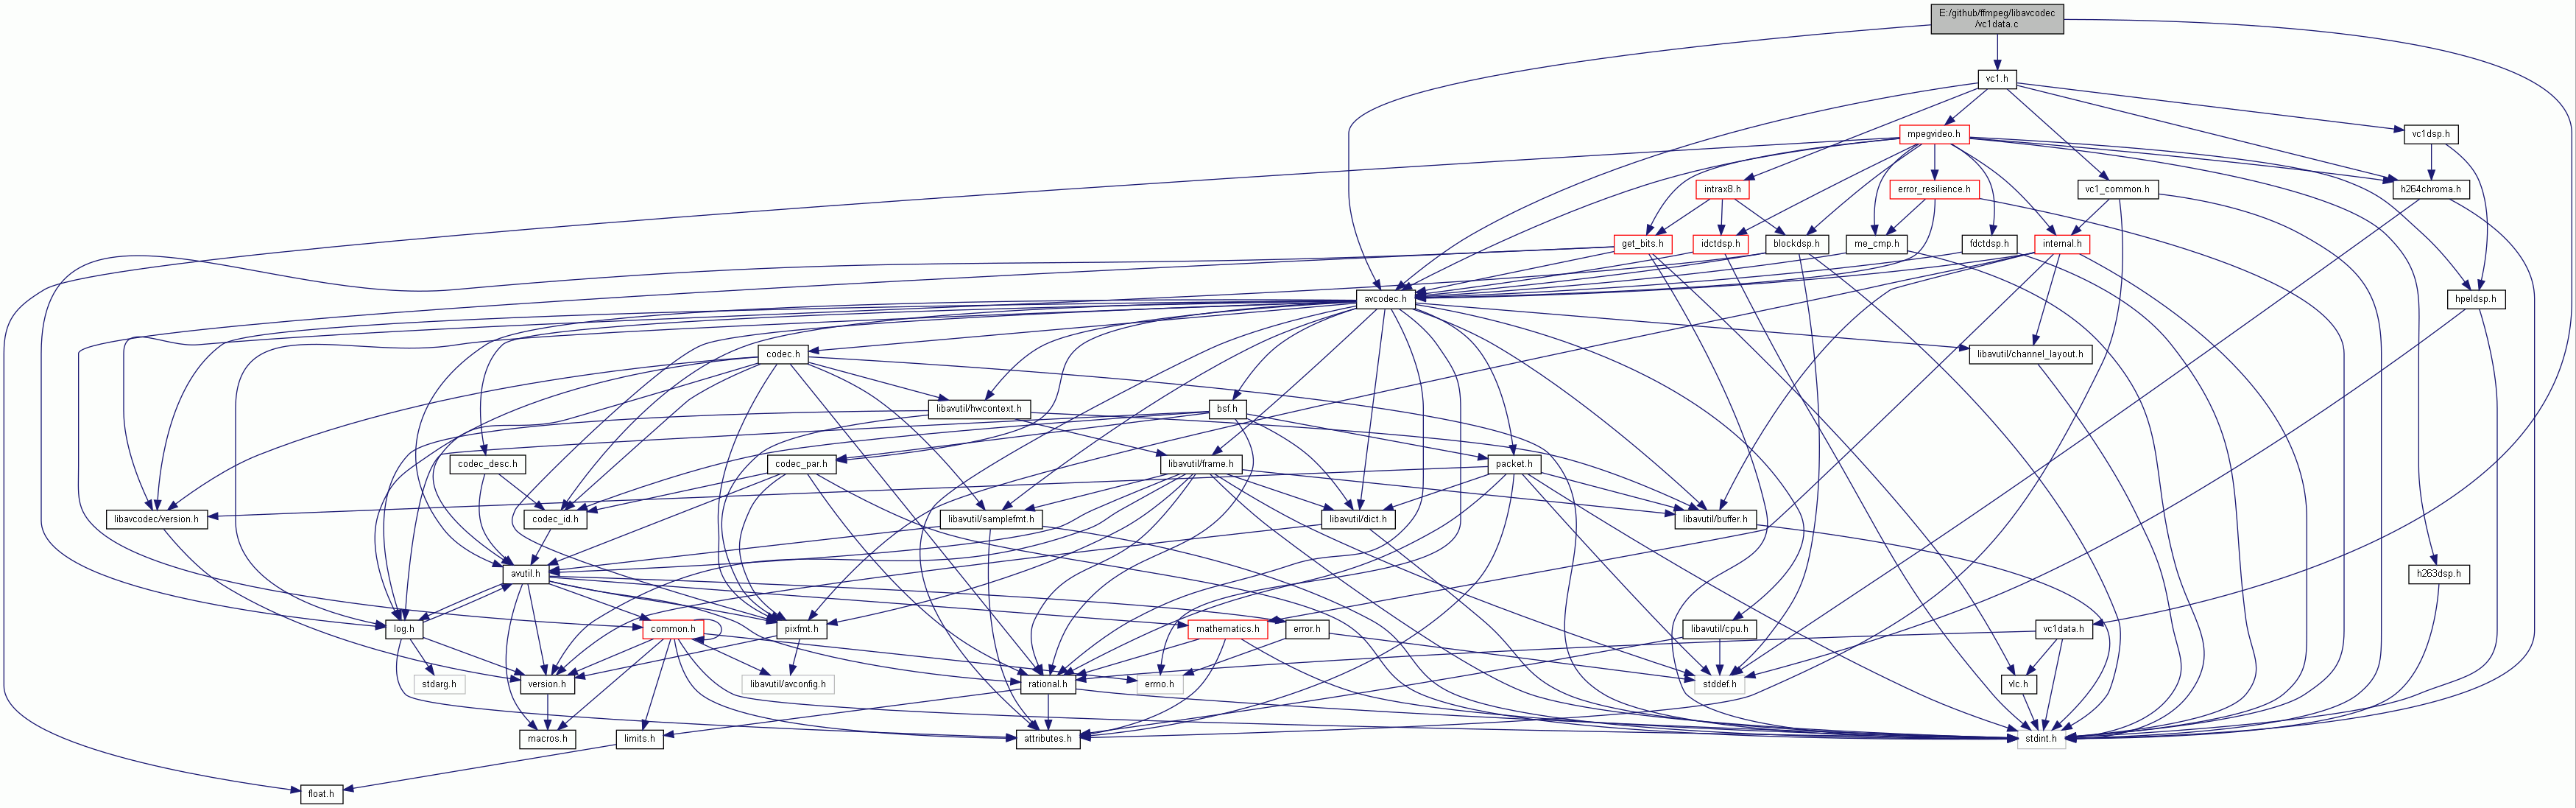 E:/github/ffmpeg/libavcodec
/vc1data.c
vc1.h
mpegvideo.h
vc1dsp.h
intrax8.h
error_resilience.h
vc1_common.h
h264chroma.h
get_bits.h
idctdsp.h
blockdsp.h
me_cmp.h
fdctdsp.h
internal.h
avcodec.h
hpeldsp.h
codec.h
libavutil/channel_layout.h
libavutil/hwcontext.h
bsf.h
codec_desc.h
codec_par.h
libavutil/frame.h
packet.h
libavcodec/version.h
codec_id.h
libavutil/samplefmt.h
libavutil/dict.h
libavutil/buffer.h
avutil.h
h263dsp.h
log.h
common.h
pixfmt.h
mathematics.h
error.h
libavutil/cpu.h
vc1data.h
stdarg.h
version.h
libavutil/avconfig.h
rational.h
errno.h
stddef.h
vlc.h
macros.h
limits.h
attributes.h
stdint.h
float.h